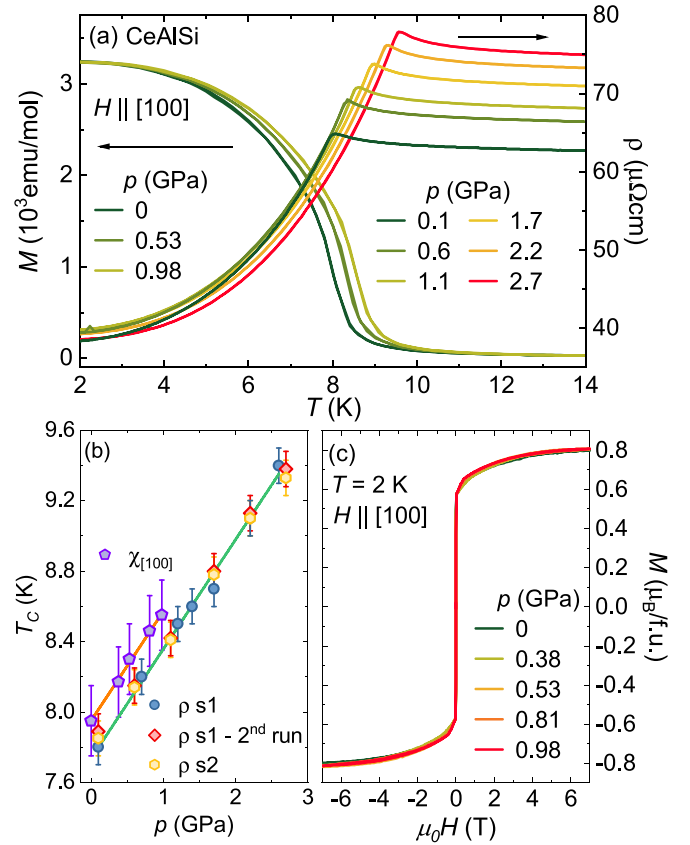 (a) CeAlSi
H || [100]
p (GPa)
0
0.53
0.98
p (GPa)
0.1
0.6
1.1
1.7
2.2
2.7
M (10³emu/mol)
0
1
2
3
ρ (μΩcm)
80
70
60
50
40
2
4
6
8
10
12
14
T (K)
(b)
χ[100]
ρ s1
ρ s1 - 2nd run
ρ s2
T_C (K)
9.6
9.2
8.8
8.4
8.0
7.6
0
1
2
3
p (GPa)
(c)
T = 2 K
H || [100]
p (GPa)
0
0.38
0.53
0.81
0.98
M (μB/f.u.)
0.8
0.6
0.4
0.2
0.0
-0.2
-0.4
-0.6
-0.8
-6
-4
-2
0
2
4
6
μ₀H (T)